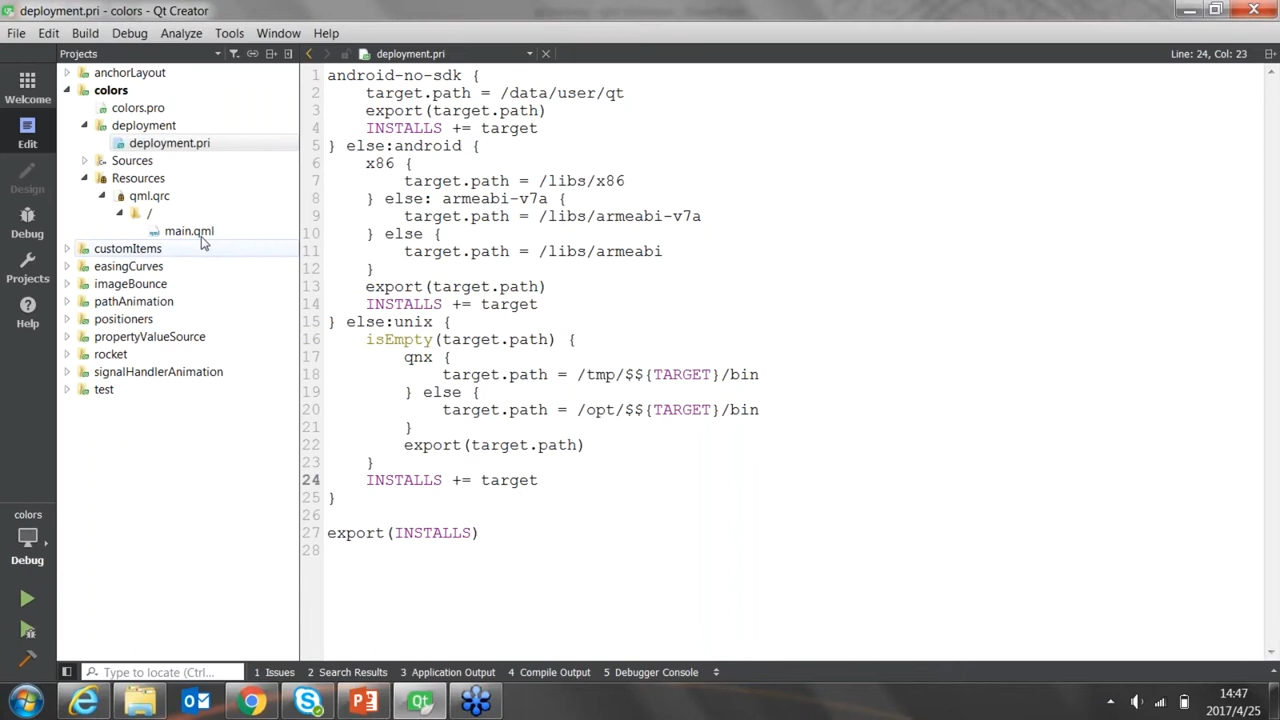 deployment.pri - colors - Qt Creator
File Edit Build Debug Analyze Tools Window Help
Projects
deployment.pri
Line: 24, Col: 23
Welcome
Edit
Design
Debug
Projects
Help
colors
Debug
anchorLayout
colors
colors.pro
deployment
deployment.pri
Sources
Resources
qml.qrc
/
main.qml
customItems
easingCurves
imageBounce
pathAnimation
positioners
propertyValueSource
rocket
signalHandlerAnimation
test
1 android-no-sdk {
2 target.path = /data/user/qt
3 export(target.path)
4 INSTALLS += target
5 } else:android {
6 x86 {
7 target.path = /libs/x86
8 } else: armeabi-v7a {
9 target.path = /libs/armeabi-v7a
10 } else {
11 target.path = /libs/armeabi
12 }
13 export(target.path)
14 INSTALLS += target
15 } else:unix {
16 isEmpty(target.path) {
17 qnx {
18 target.path = /tmp/$${TARGET}/bin
19 } else {
20 target.path = /opt/$${TARGET}/bin
21 }
22 export(target.path)
23 }
24 INSTALLS += target
25 }
26
27 export(INSTALLS)
28
Type to locate (Ctrl...
1 Issues 2 Search Results 3 Application Output 4 Compile Output 5 Debugger Console
14:47
2017/4/25